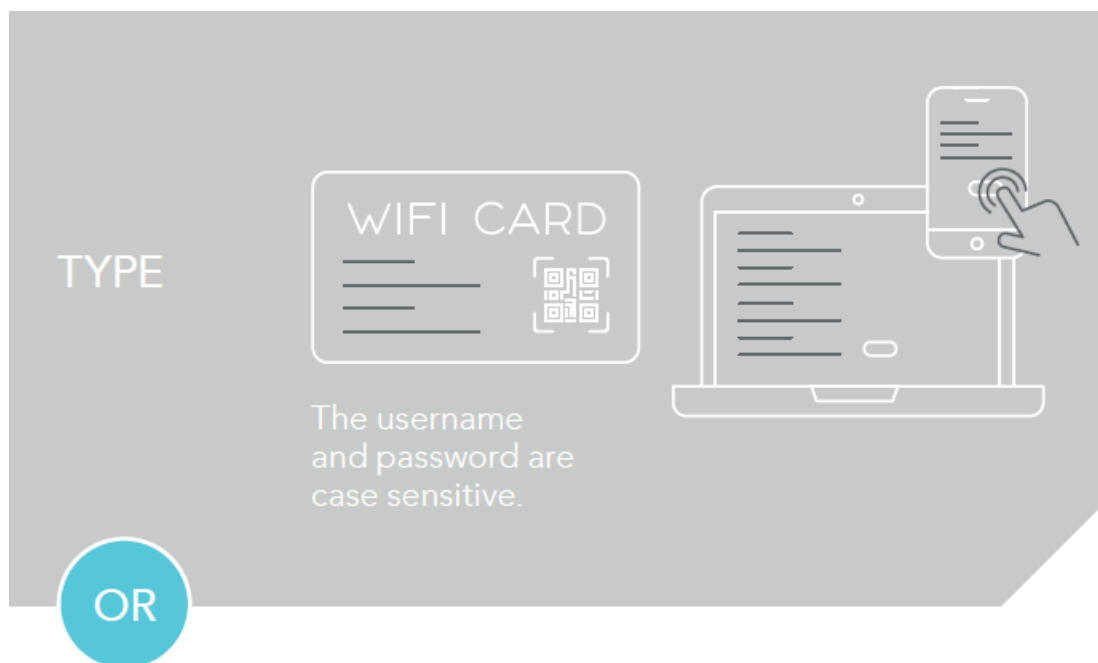 WIFI CARD
TYPE
The username
and password are
case sensitive.
OR